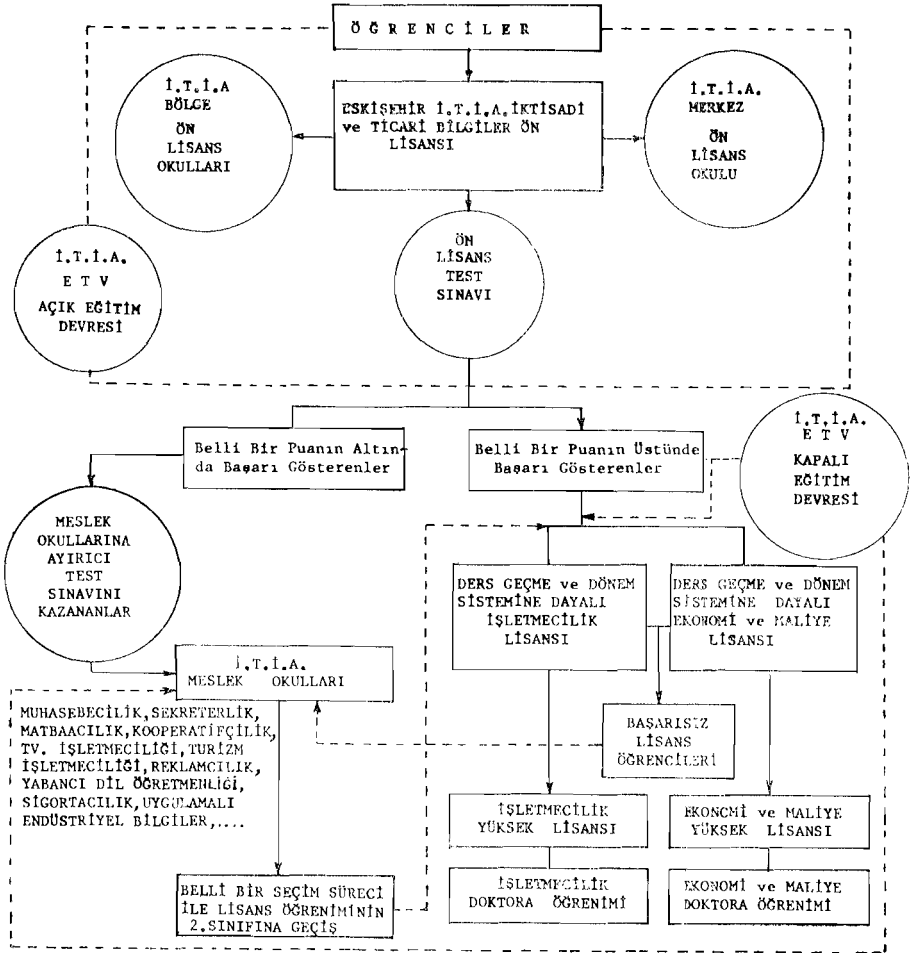 ÖĞRENCİLER
İ.T.İ.A
BÖLGE
ÖN
LİSANS
OKULLARI
ESKİŞEHİR İ.T.İ.A.İKTİSADİ
ve TİCARİ BİLGİLER ÖN
LİSANSI
İ.T.İ.A.
MERKEZ
ÖN
LİSANS
OKULU
İ.T.İ.A.
E T V
AÇIK EĞİTİM
DEVRESİ
ÖN
LİSANS
TEST
SINAVI
Belli Bir Puanın Altın-
da Başarı Gösterenler
Belli Bir Puanın Üstünde
Başarı Gösterenler
İ.T.İ.A.
E T V
KAPALI
EĞİTİM
DEVRESİ
MESLEK
OKULLARINA
AYIRICI
TEST
SINAVINI
KAZANANLAR
DERS GEÇME ve DÖNEM
SİSTEMİNE DAYALI
İŞLETMECİLİK
LİSANSI
DERS GEÇME ve DÖNEM
SİSTEMİNE DAYALI
EKONOMİ ve MALİYE
LİSANSI
İ.T.İ.A.
MESLEK OKULLARI
MUHASEBECİLİK,SEKRETERLİK,
MATBAACILIK,KOOPERATİFÇİLİK,
TV. İŞLETMECİLİĞİ,TURİZM
İŞLETMECİLİĞİ,REKLAMCILIK,
YABANCI DİL ÖĞRETMENLİĞİ,
SİGORTACILIK,UYGULAMALI
ENDÜSTRİYEL BİLGİLER,....
BAŞARISIZ
LİSANS
ÖĞRENCİLERİ
İŞLETMECİLİK
YÜKSEK LİSANSI
EKONOMİ ve MALİYE
YÜKSEK LİSANSI
BELLİ BİR SEÇİM SÜRECİ
İLE LİSANS ÖĞRENİMİNİN
2.SINIFINA GEÇİŞ
İŞLETMECİLİK
DOKTORA ÖĞRENİMİ
EKONOMİ ve MALİYE
DOKTORA ÖĞRENİMİ